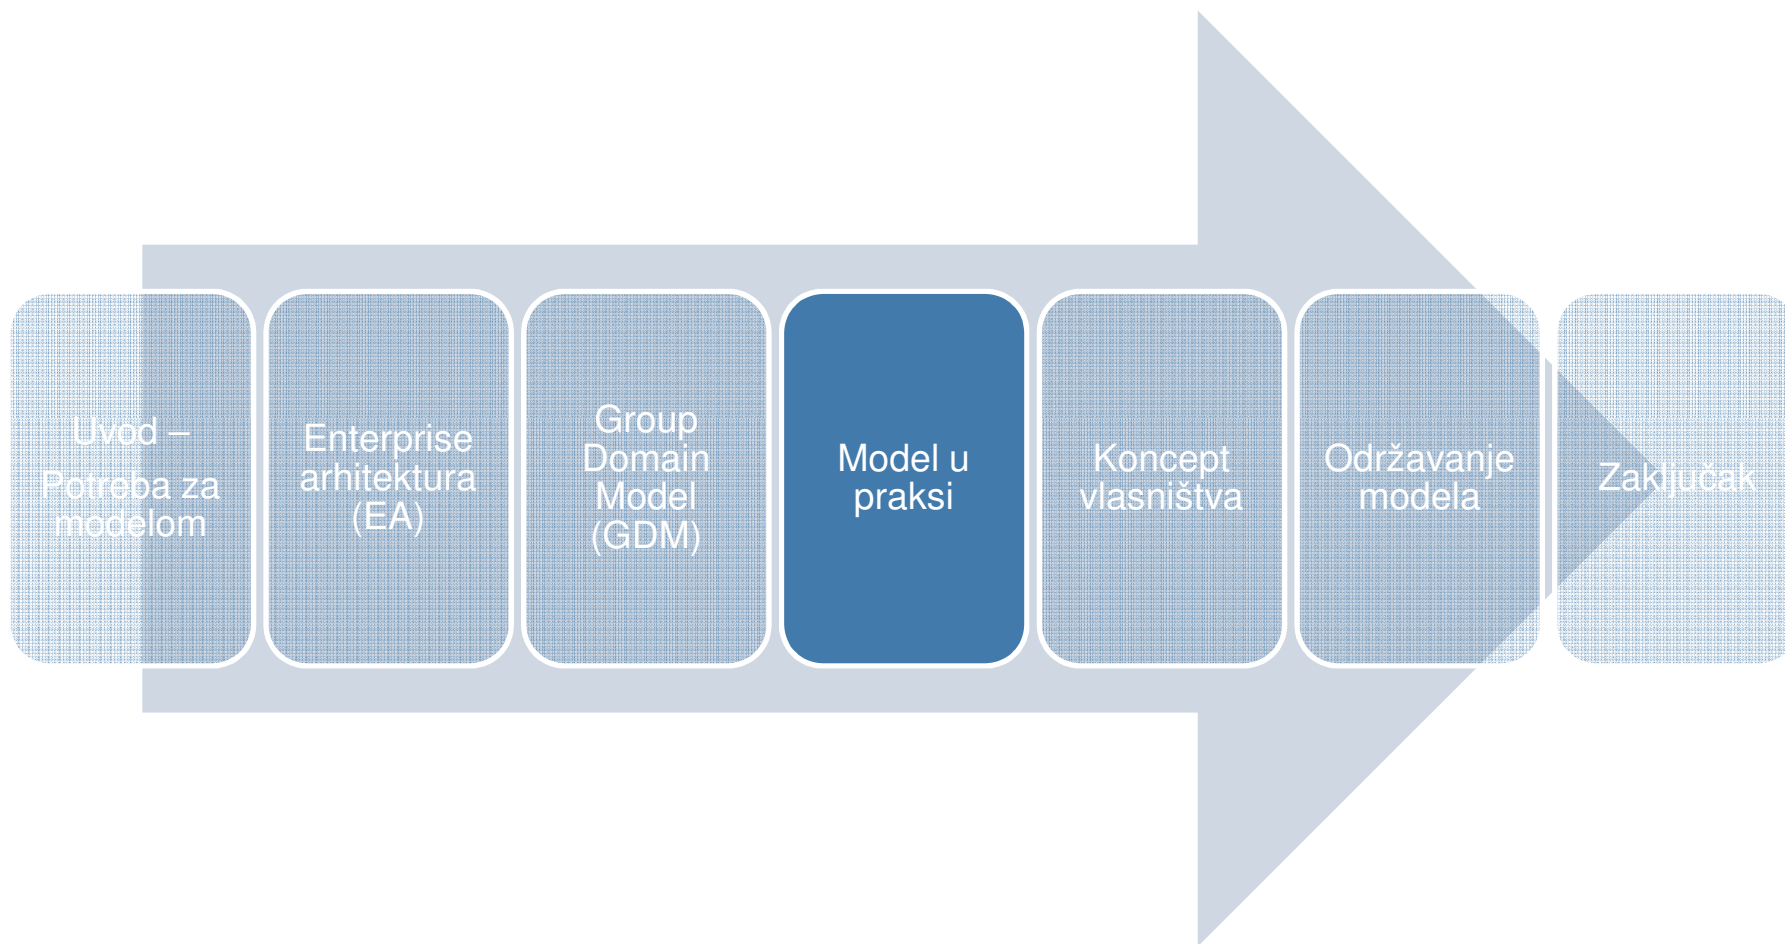 Uvod –
Potreba za
modelom
Enterprise
arhitektura
(EA)
Group
Domain
Model
(GDM)
Model u
praksi
Koncept
vlasništva
Održavanje
modela
Zaključak